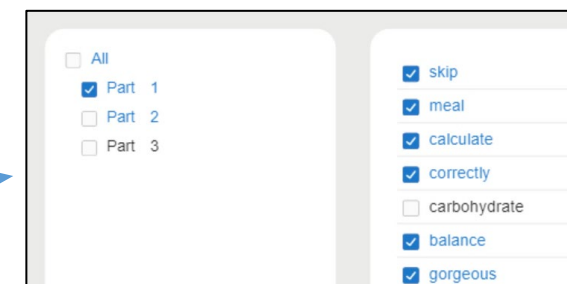 All
Part 1
Part 2
Part 3
skip
meal
calculate
correctly
carbohydrate
balance
gorgeous